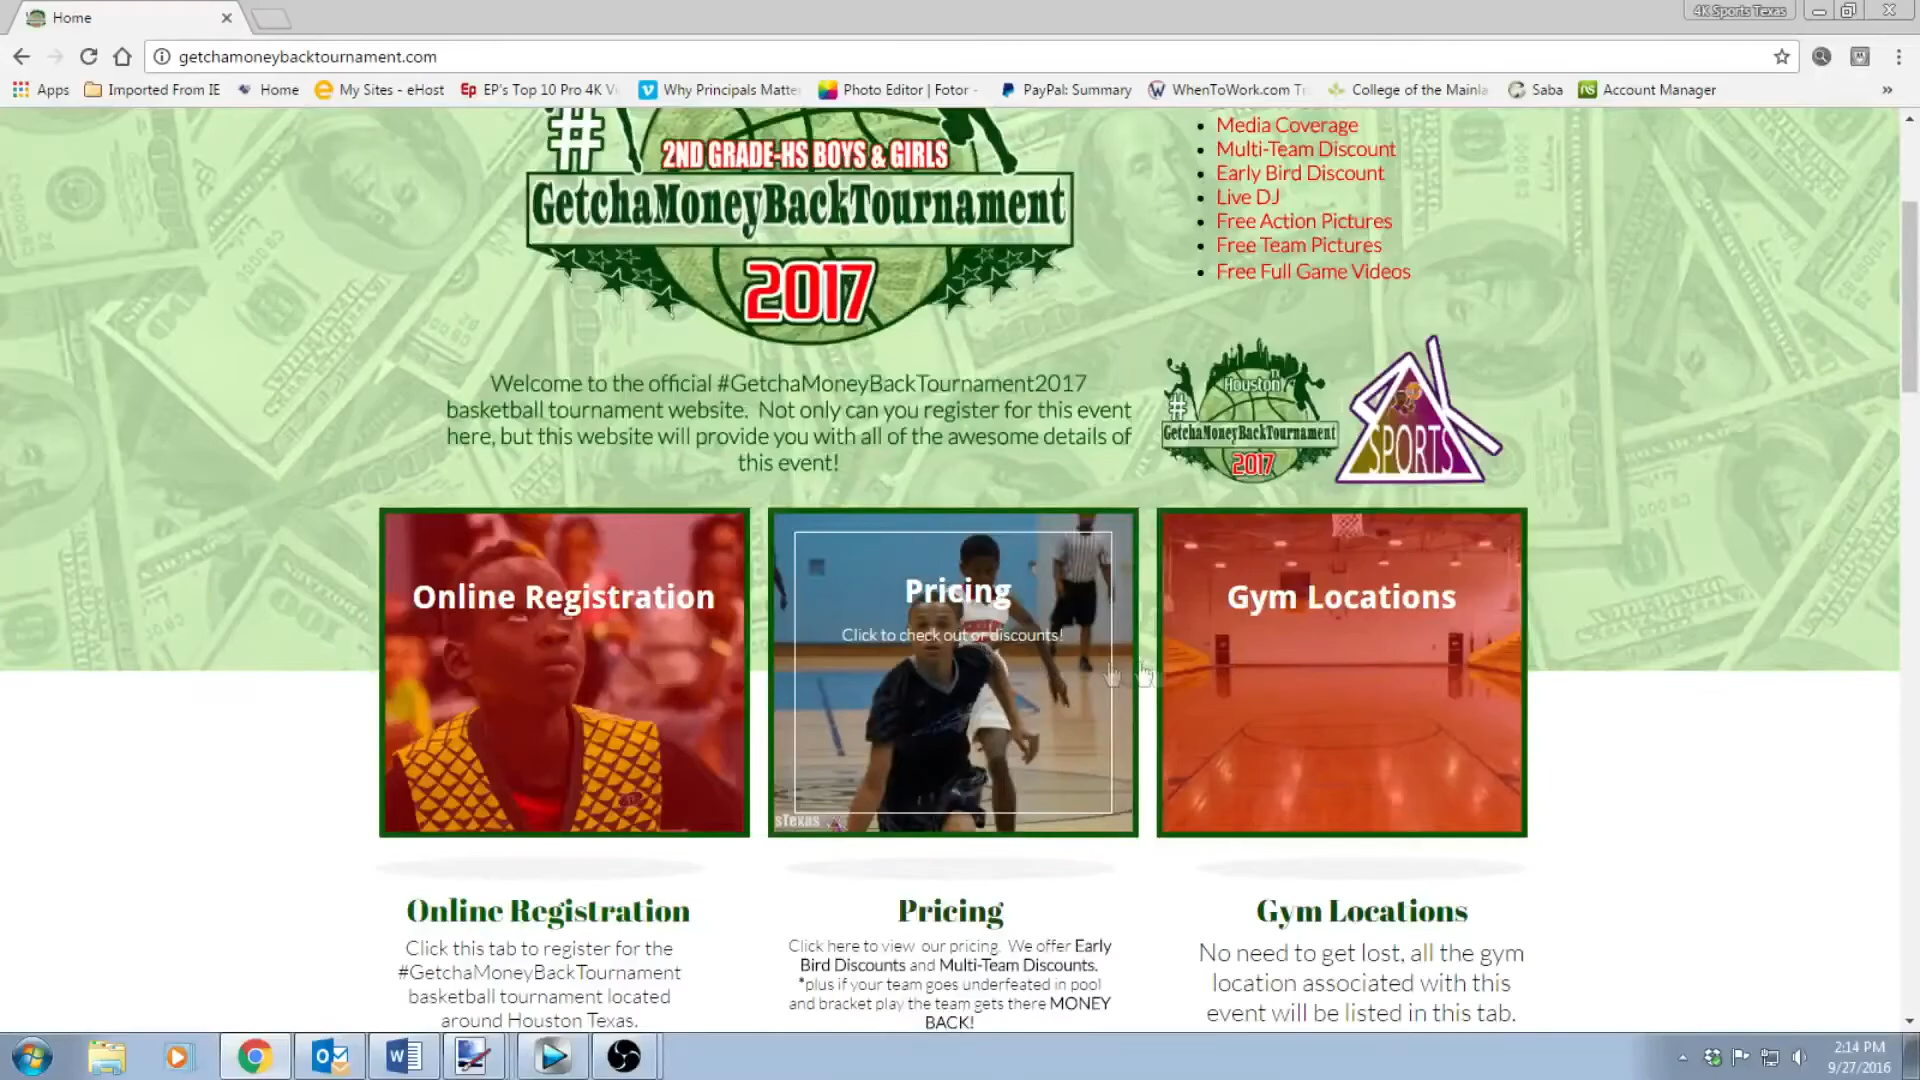 Home
4K Sports Texas
getchamoneybacktournament.com
Apps
Imported From IE
Home
My Sites - eHost
EP's Top 10 Pro 4K V
Why Principals Matte
Photo Editor | Fotor -
PayPal: Summary
WhenToWork.com T
College of the Mainla
Saba
Account Manager
»
#
2ND GRADE-HS BOYS & GIRLS
GetchaMoneyBackTournament
2017
Media Coverage
Multi-Team Discount
Early Bird Discount
Live DJ
Free Action Pictures
Free Team Pictures
Free Full Game Videos
Welcome to the official #GetchaMoneyBackTournament2017
basketball tournament website. Not only can you register for this event
here, but this website will provide you with all of the awesome details of
this event!
Houston TX
#
GetchaMoneyBackTournament
2017
4K
SPORTS
Online Registration
Pricing
Click to check out or discounts!
sTexas
Gym Locations
Online Registration
Click this tab to register for the
#GetchaMoneyBackTournament
basketball tournament located
around Houston Texas.
Pricing
Click here to view our pricing. We offer Early
Bird Discounts and Multi-Team Discounts.
*plus if your team goes underfeated in pool
and bracket play the team gets there MONEY
BACK!
Gym Locations
No need to get lost, all the gym
location associated with this
event will be listed in this tab.
2:14 PM
9/27/2016